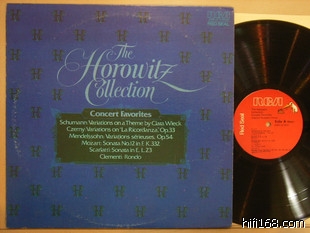 The
Horowitz
Collection
Concert favorites
Schumann: Variations on a Theme by Clara Wieck
Czerny: Variations on "La Ricordanza," Op. 33
Mendelssohn: Variations sérieuses, Op. 54
Mozart: Sonata No. 12 in F, K. 332
Scarlatti: Sonata in E, L. 23
Clementi: Rondo
RCA
Red Seal
hifi168.com